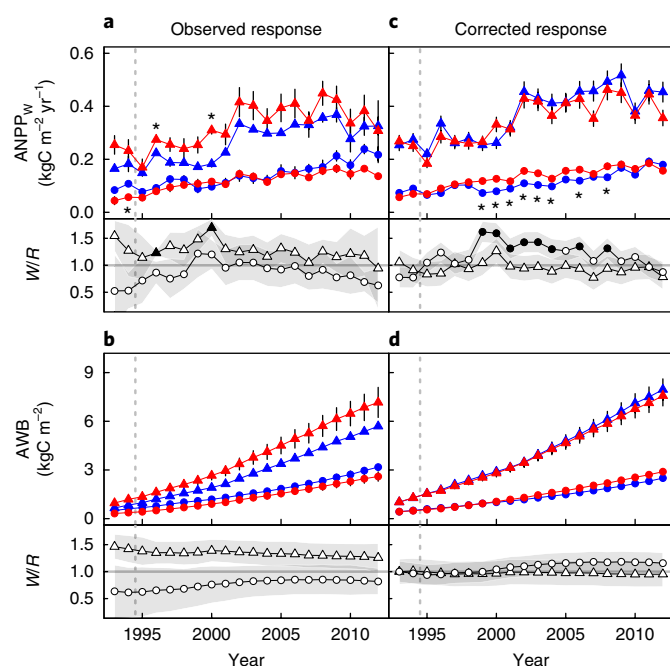 a Observed response
c Corrected response
ANPPW
(kgC m−2 yr−1)
0.6
0.4
0.2
0.0
* * *
* * * * * * * *
W/R
1.5
1.0
0.5
b
d
AWB
(kgC m−2)
9
6
3
0
W/R
1.5
1.0
0.5
1995 2000 2005 2010
1995 2000 2005 2010
Year
Year